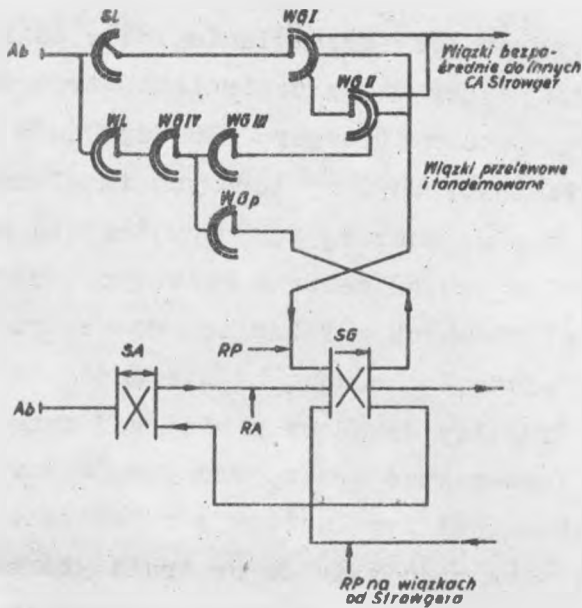 SL
WG I
Ab
Wiązki bezpo-
średnie do innych
CA Strowger
WG II
WL
WG IV
WG III
Wiązki przelewowe
i tandemowane
WGp
SA
RP
SG
Ab
RA
RP na wiązkach
od Strowgera